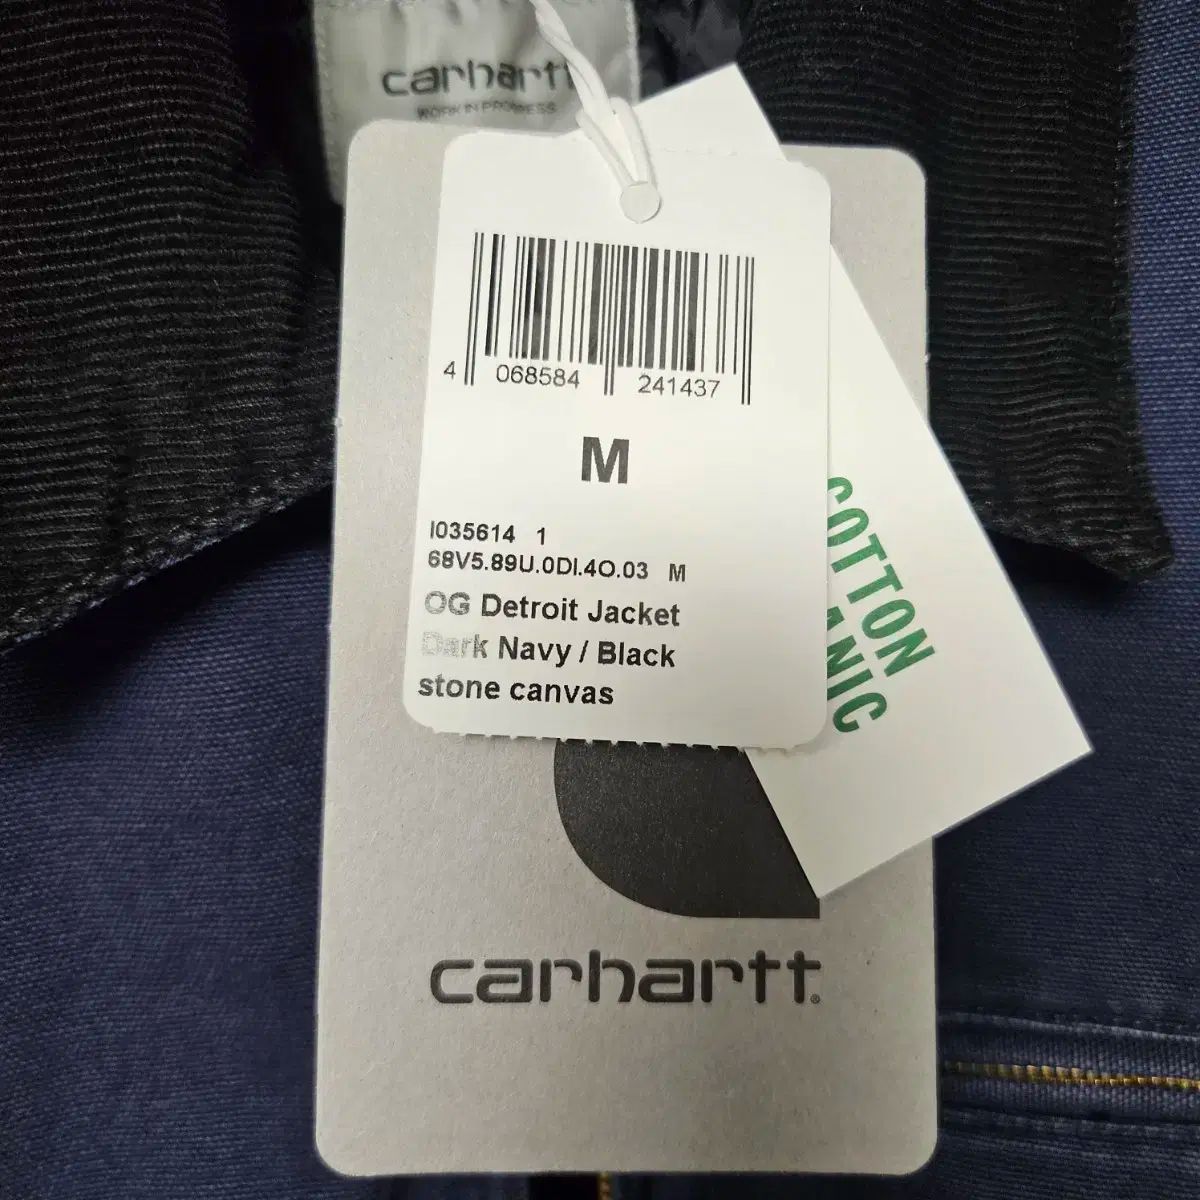 carhartt
WORK IN PROGRESS
4 068584 241437
M
I035614 1
68V5.89U.0DI.4O.03 M
OG Detroit Jacket
Dark Navy / Black
stone canvas
COTTON
ANIC
carhartt®